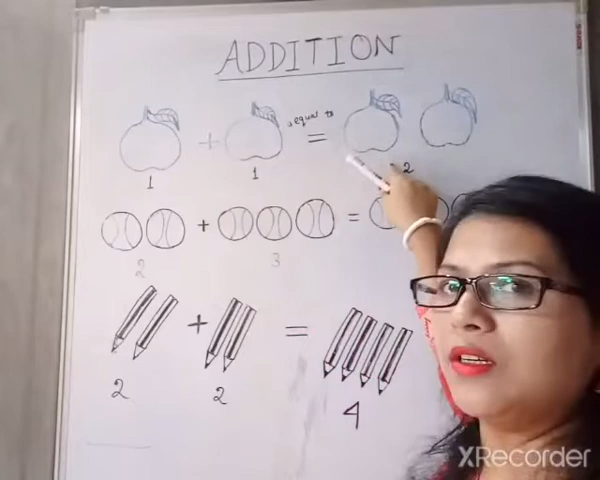 ADDITION
+ equal to =
1 1 2
+ =
2 3
+ =
2 2 4
XRecorder